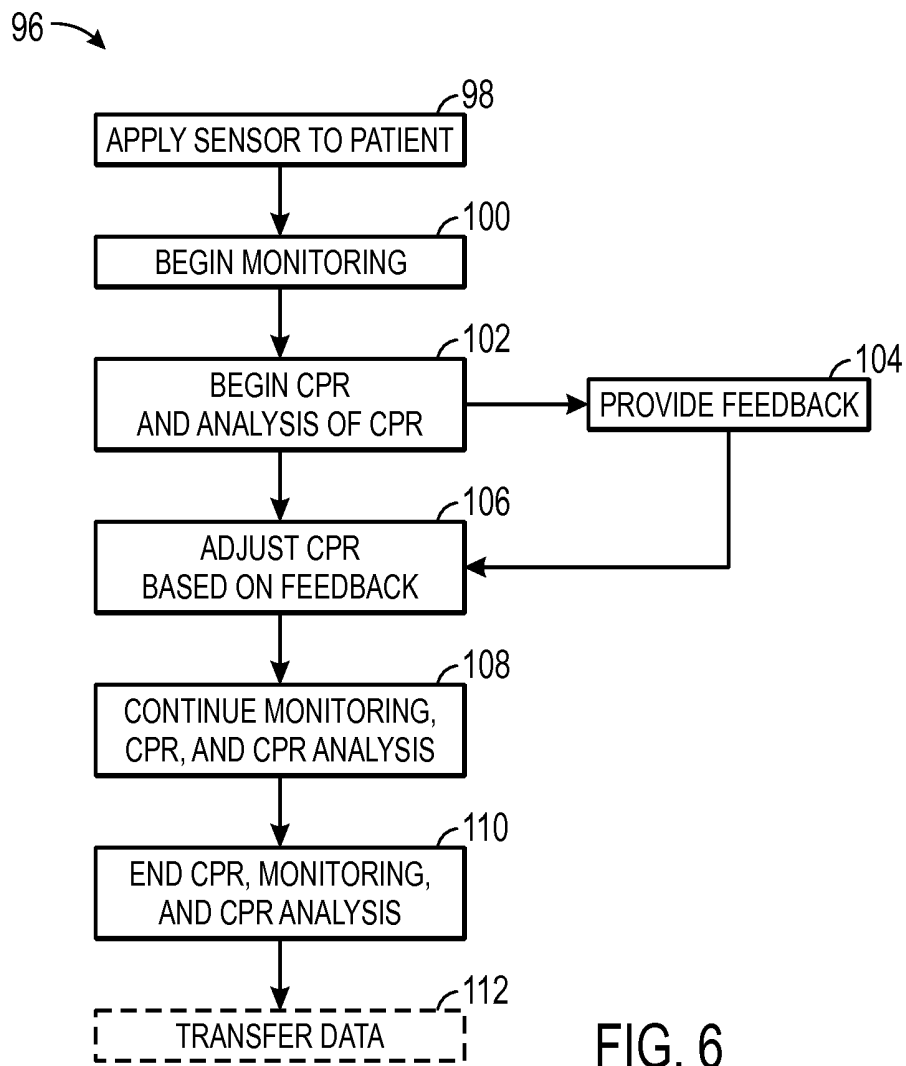 96
98
APPLY SENSOR TO PATIENT
100
BEGIN MONITORING
102
BEGIN CPR
AND ANALYSIS OF CPR
104
PROVIDE FEEDBACK
106
ADJUST CPR
BASED ON FEEDBACK
108
CONTINUE MONITORING,
CPR, AND CPR ANALYSIS
110
END CPR, MONITORING,
AND CPR ANALYSIS
112
TRANSFER DATA
FIG. 6